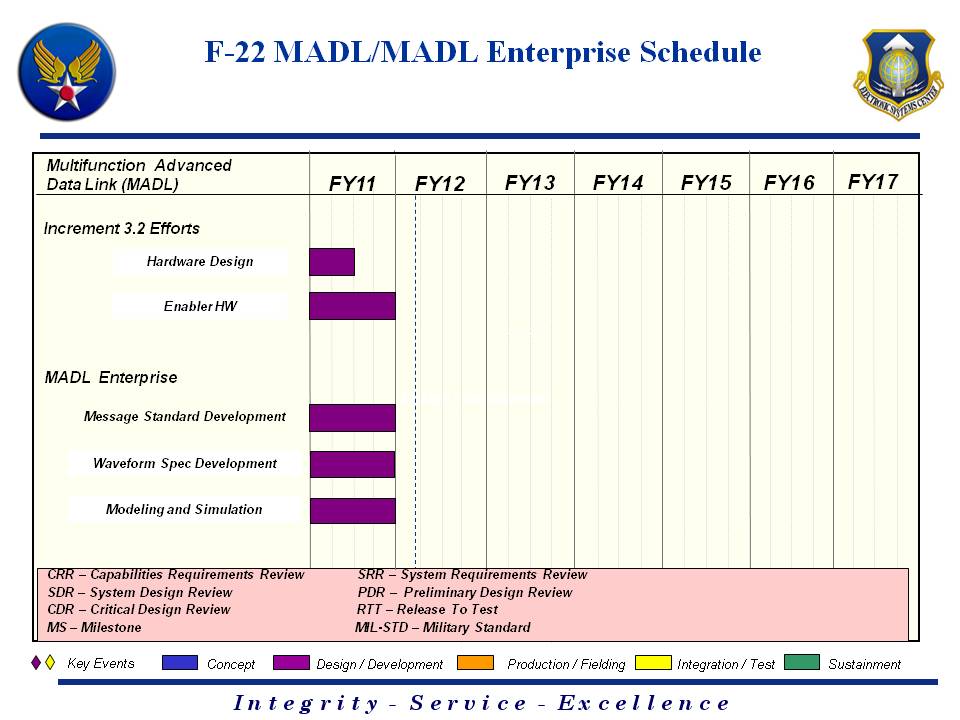 F-22 MADL/MADL Enterprise Schedule
ELECTRONIC SYSTEMS CENTER
Multifunction Advanced
Data Link (MADL)
FY11 FY12 FY13 FY14 FY15 FY16 FY17
Increment 3.2 Efforts
Hardware Design
Enabler HW
MADL Enterprise
Message Standard Development
Waveform Spec Development
Modeling and Simulation
CRR – Capabilities Requirements Review SRR – System Requirements Review
SDR – System Design Review PDR – Preliminary Design Review
CDR – Critical Design Review RTT – Release To Test
MS – Milestone MIL-STD – Military Standard
Key Events Concept Design / Development Production / Fielding Integration / Test Sustainment
Integrity - Service - Excellence